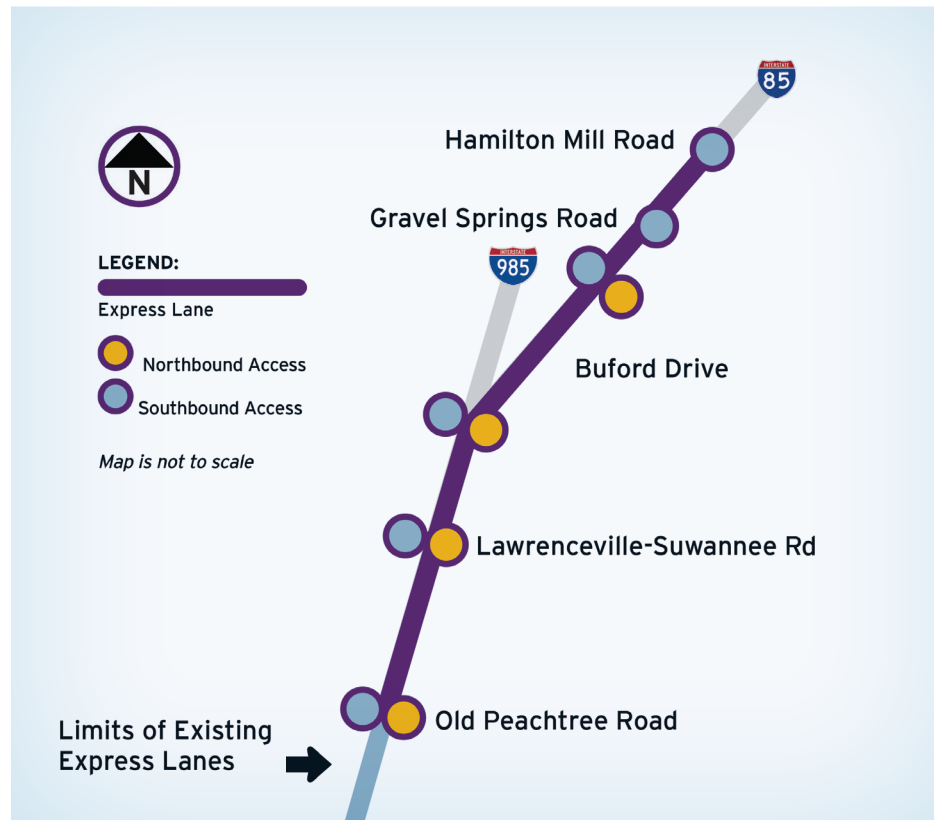 INTERSTATE
85
Hamilton Mill Road
N
Gravel Springs Road
INTERSTATE
985
LEGEND:
Express Lane
Northbound Access
Southbound Access
Map is not to scale
Buford Drive
Lawrenceville-Suwannee Rd
Old Peachtree Road
Limits of Existing
Express Lanes